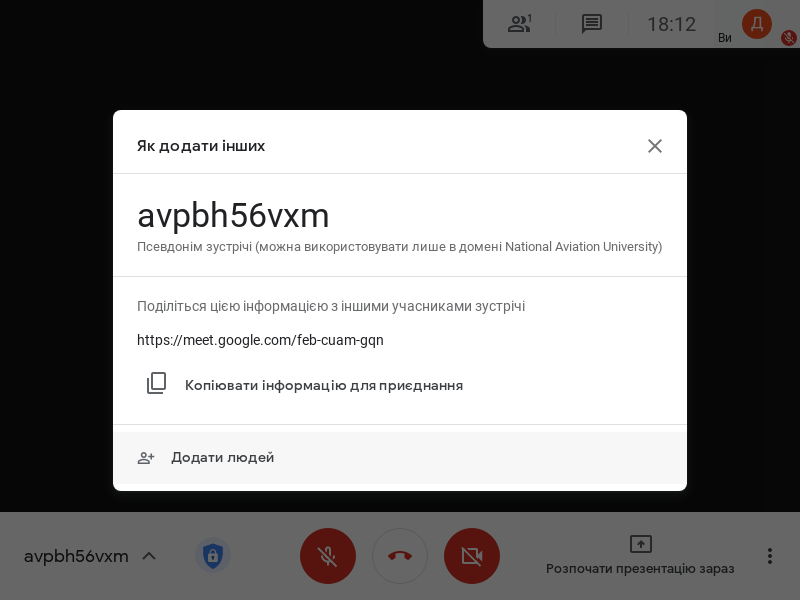 1
18:12
Ви
Д
Як додати інших
avpbh56vxm
Псевдонім зустрічі (можна використовувати лише в домені National Aviation University)
Поділіться цією інформацією з іншими учасниками зустрічі
https://meet.google.com/feb-cuam-gqn
Копіювати інформацію для приєднання
Додати людей
avpbh56vxm
Розпочати презентацію зараз